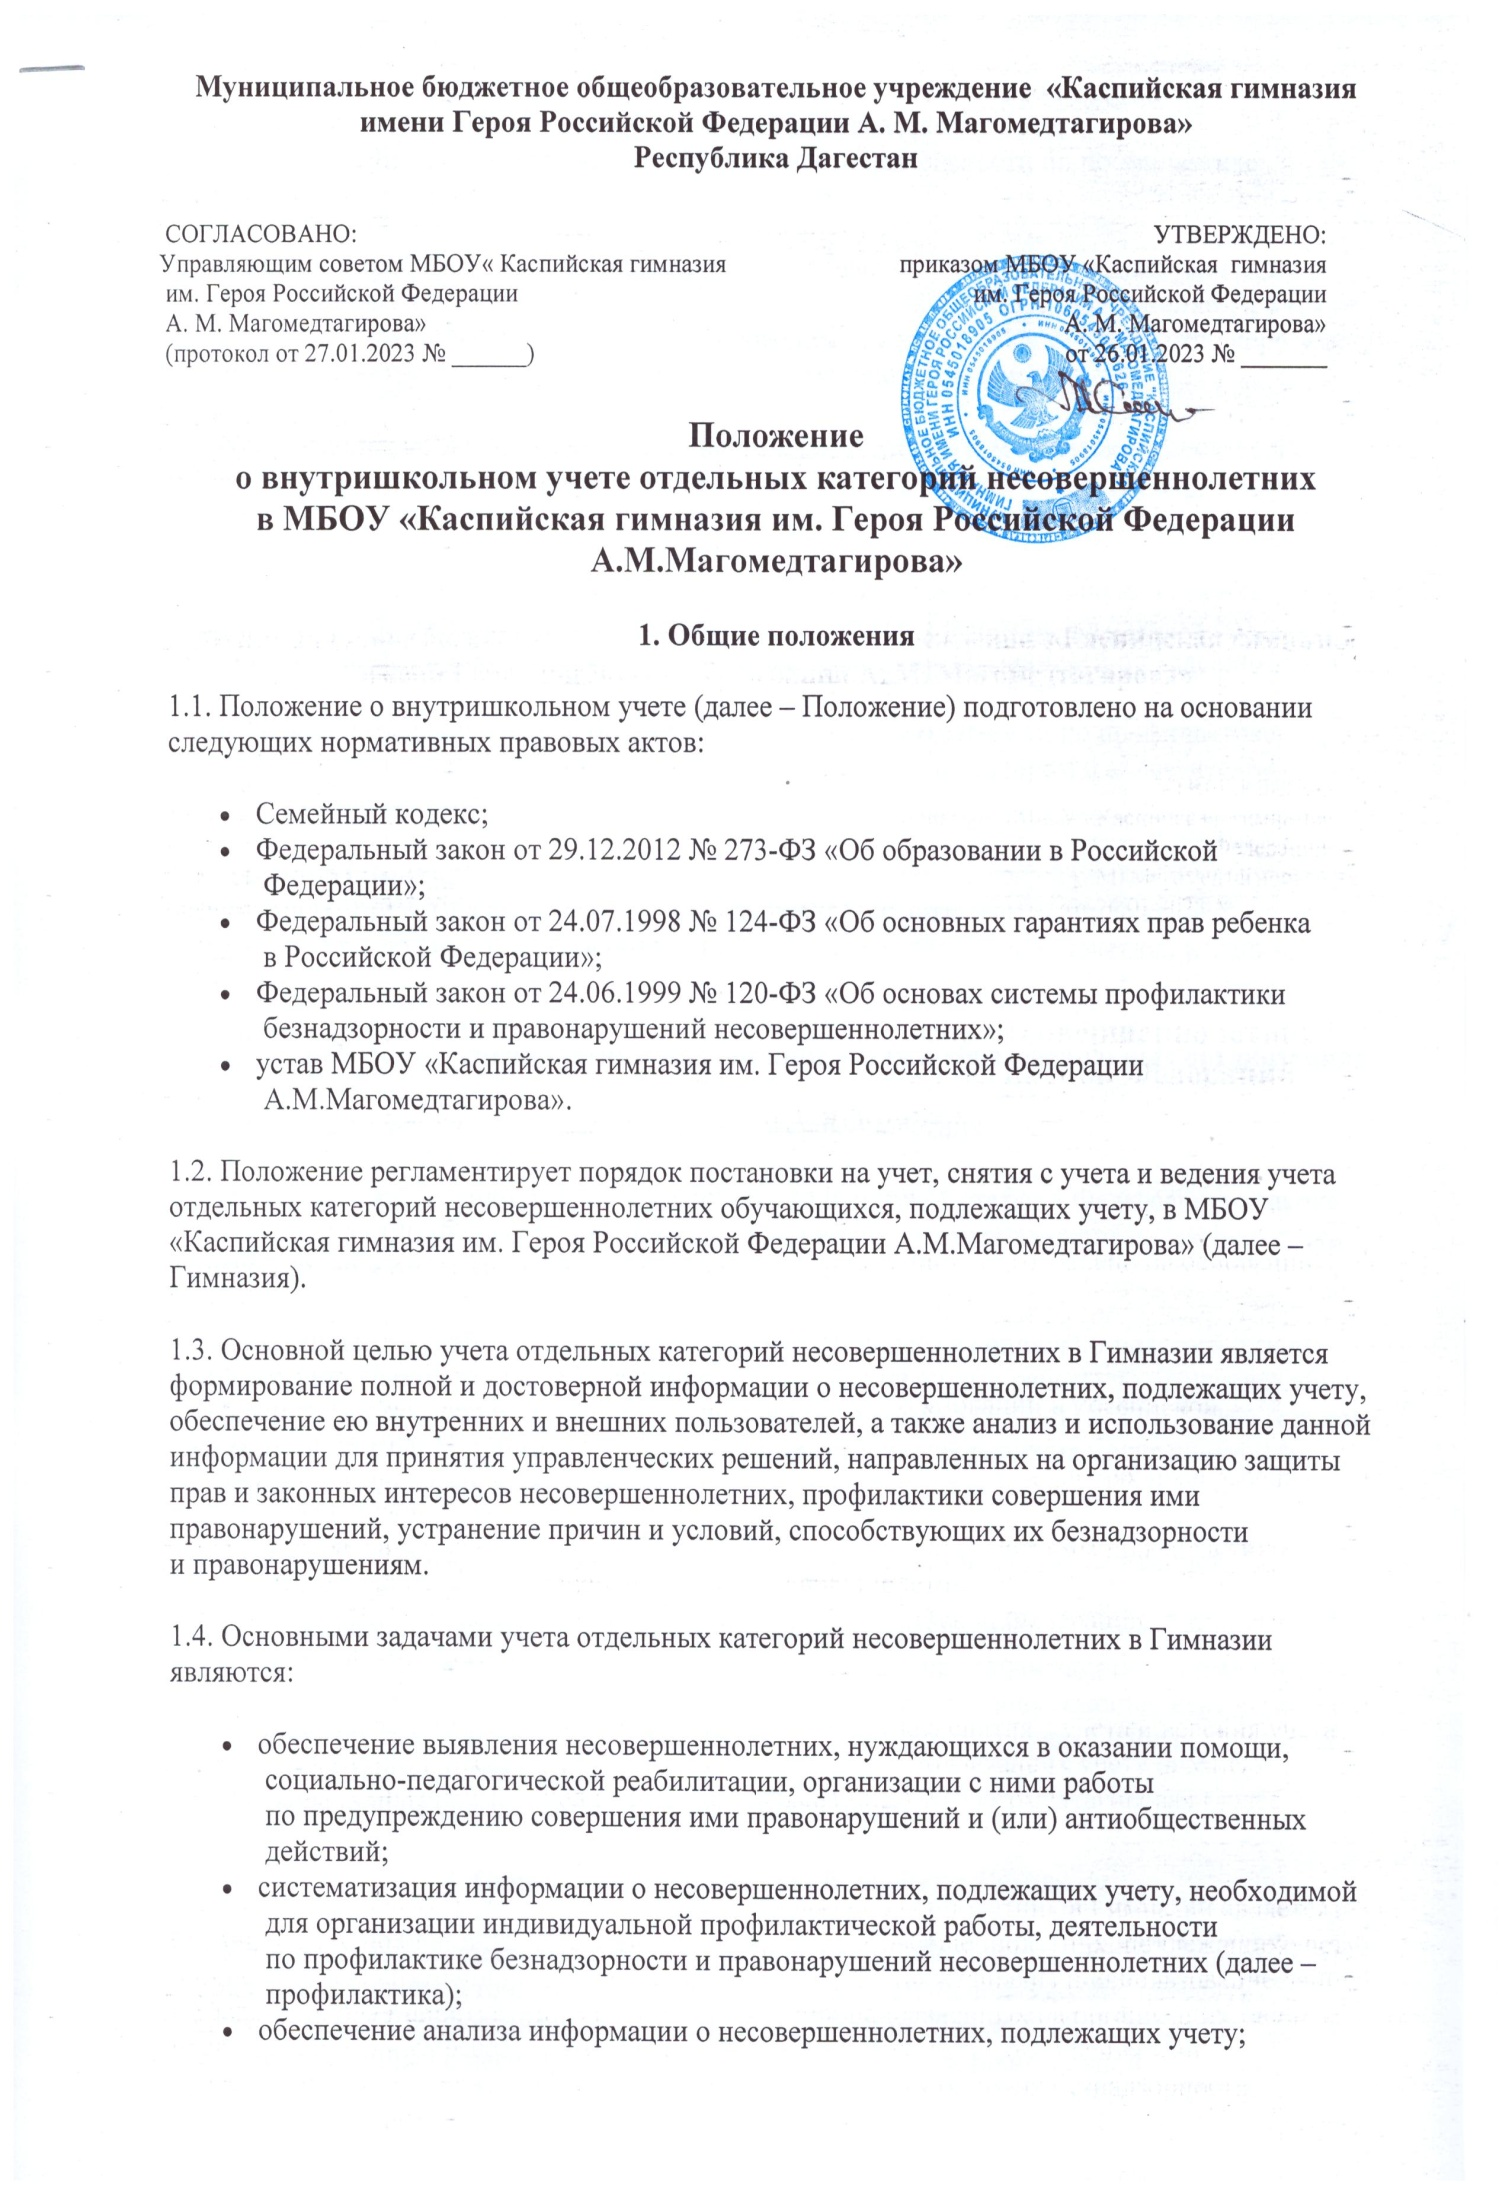 Муниципальное бюджетное общеобразовательное учреждение «Каспийская гимназия
имени Героя Российской Федерации А. М. Магомедтагирова»
Республика Дагестан
СОГЛАСОВАНО:
Управляющим советом МБОУ« Каспийская гимназия
им. Героя Российской Федерации
А. М. Магомедтагирова»
(протокол от 27.01.2023 № ______)
УТВЕРЖДЕНО:
приказом МБОУ «Каспийская гимназия
им. Героя Российской Федерации
А. М. Магомедтагирова»
от 26.01.2023 № _______
Положение
о внутришкольном учете отдельных категорий несовершеннолетних
в МБОУ «Каспийская гимназия им. Героя Российской Федерации
А.М.Магомедтагирова»
1. Общие положения
1.1. Положение о внутришкольном учете (далее – Положение) подготовлено на основании
следующих нормативных правовых актов:
• Семейный кодекс;
• Федеральный закон от 29.12.2012 № 273-ФЗ «Об образовании в Российской
Федерации»;
• Федеральный закон от 24.07.1998 № 124-ФЗ «Об основных гарантиях прав ребенка
в Российской Федерации»;
• Федеральный закон от 24.06.1999 № 120-ФЗ «Об основах системы профилактики
безнадзорности и правонарушений несовершеннолетних»;
• устав МБОУ «Каспийская гимназия им. Героя Российской Федерации
А.М.Магомедтагирова».
1.2. Положение регламентирует порядок постановки на учет, снятия с учета и ведения учета
отдельных категорий несовершеннолетних обучающихся, подлежащих учету, в МБОУ
«Каспийская гимназия им. Героя Российской Федерации А.М.Магомедтагирова» (далее –
Гимназия).
1.3. Основной целью учета отдельных категорий несовершеннолетних в Гимназии является
формирование полной и достоверной информации о несовершеннолетних, подлежащих учету,
обеспечение ею внутренних и внешних пользователей, а также анализ и использование данной
информации для принятия управленческих решений, направленных на организацию защиты
прав и законных интересов несовершеннолетних, профилактики совершения ими
правонарушений, устранение причин и условий, способствующих их безнадзорности
и правонарушениям.
1.4. Основными задачами учета отдельных категорий несовершеннолетних в Гимназии
являются:
• обеспечение выявления несовершеннолетних, нуждающихся в оказании помощи,
социально-педагогической реабилитации, организации с ними работы
по предупреждению совершения ими правонарушений и (или) антиобщественных
действий;
• систематизация информации о несовершеннолетних, подлежащих учету, необходимой
для организации индивидуальной профилактической работы, деятельности
по профилактике безнадзорности и правонарушений несовершеннолетних (далее –
профилактика);
• обеспечение анализа информации о несовершеннолетних, подлежащих учету;